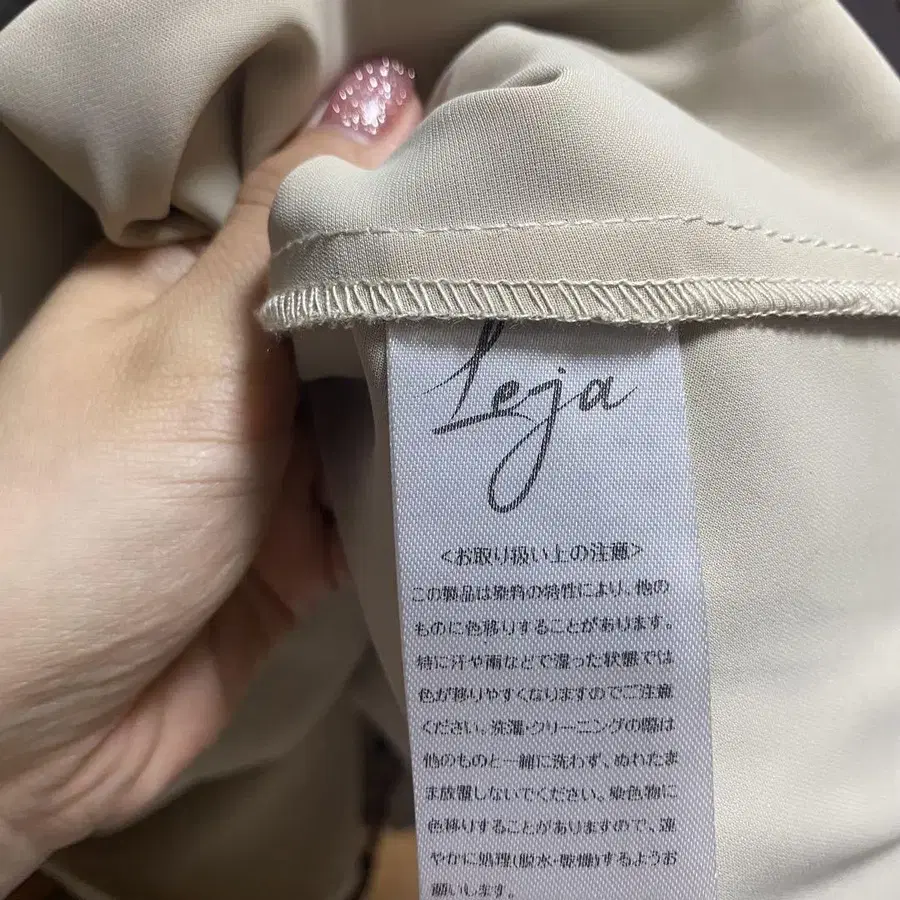 Leja
<お取り扱い上の注意>
この製品は染料の特性により、他の
ものに色移りすることがあります。
特に汗や雨などで湿った状態では
色が移りやすくなりますのでご注意
ください。洗濯・クリーニングの際は
他のものと一緒に洗わず、ぬれたま
ま放置しないでください。染色物に
色移りすることがありますので、速
やかに処理(脱水・乾燥)するようお
願いします。